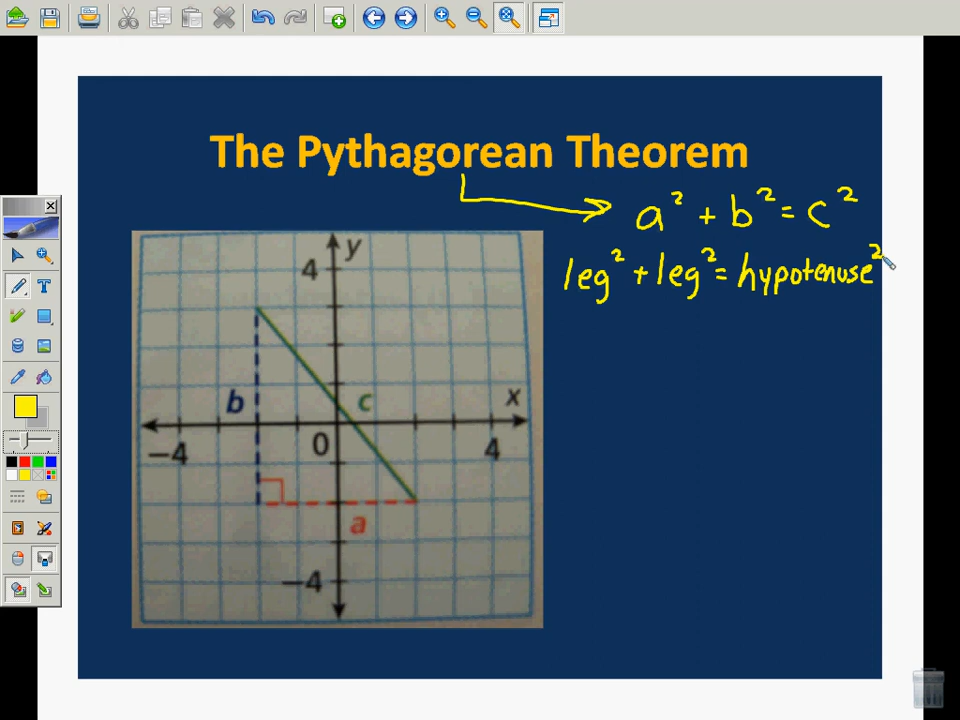 The Pythagorean Theorem
a² + b² = c²
leg² + leg² = hypotenuse²
y
4
b
c
x
−4
0
4
a
−4
T